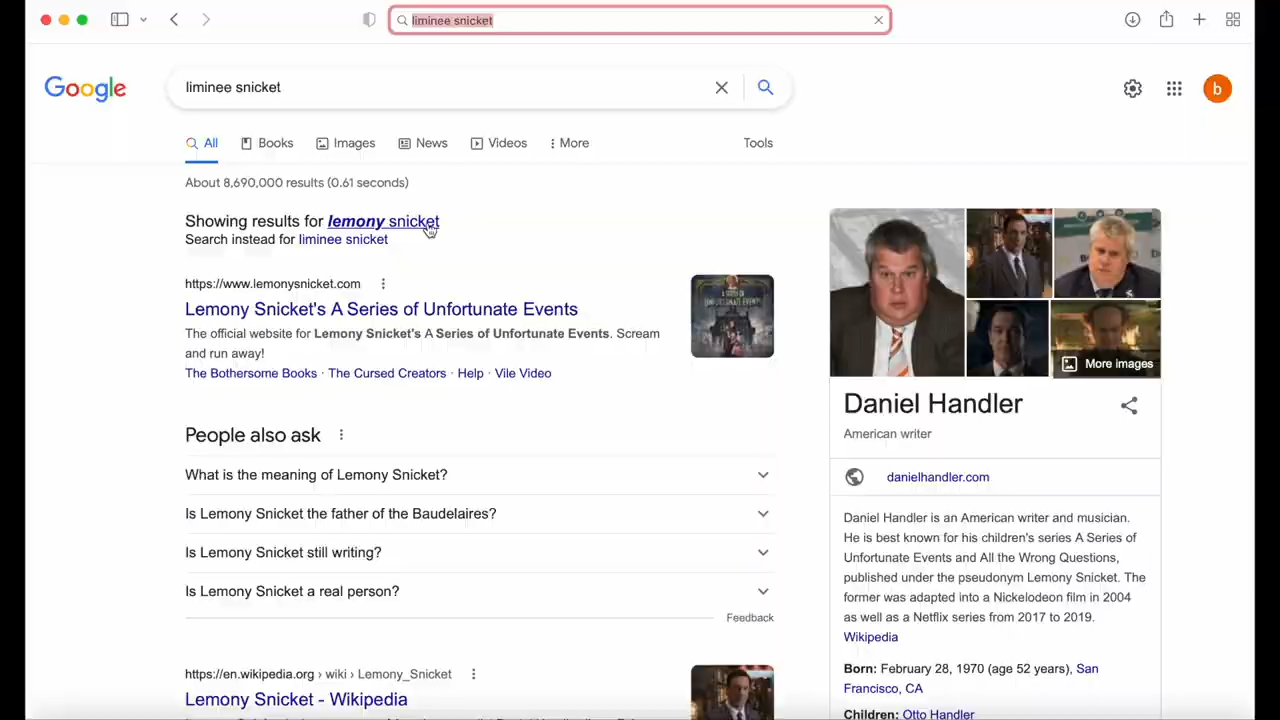 liminee snicket
Google
liminee snicket
b
All
Books
Images
News
Videos
More
Tools
About 8,690,000 results (0.61 seconds)
Showing results for lemony snicket
Search instead for liminee snicket
https://www.lemonysnicket.com
Lemony Snicket's A Series of Unfortunate Events
The official website for Lemony Snicket's A Series of Unfortunate Events. Scream
and run away!
The Bothersome Books · The Cursed Creators · Help · Vile Video
People also ask
What is the meaning of Lemony Snicket?
Is Lemony Snicket the father of the Baudelaires?
Is Lemony Snicket still writing?
Is Lemony Snicket a real person?
Feedback
https://en.wikipedia.org › wiki › Lemony_Snicket
Lemony Snicket - Wikipedia
More images
Daniel Handler
American writer
danielhandler.com
Daniel Handler is an American writer and musician.
He is best known for his children's series A Series of
Unfortunate Events and All the Wrong Questions,
published under the pseudonym Lemony Snicket. The
former was adapted into a Nickelodeon film in 2004
as well as a Netflix series from 2017 to 2019.
Wikipedia
Born: February 28, 1970 (age 52 years), San
Francisco, CA
Children: Otto Handler